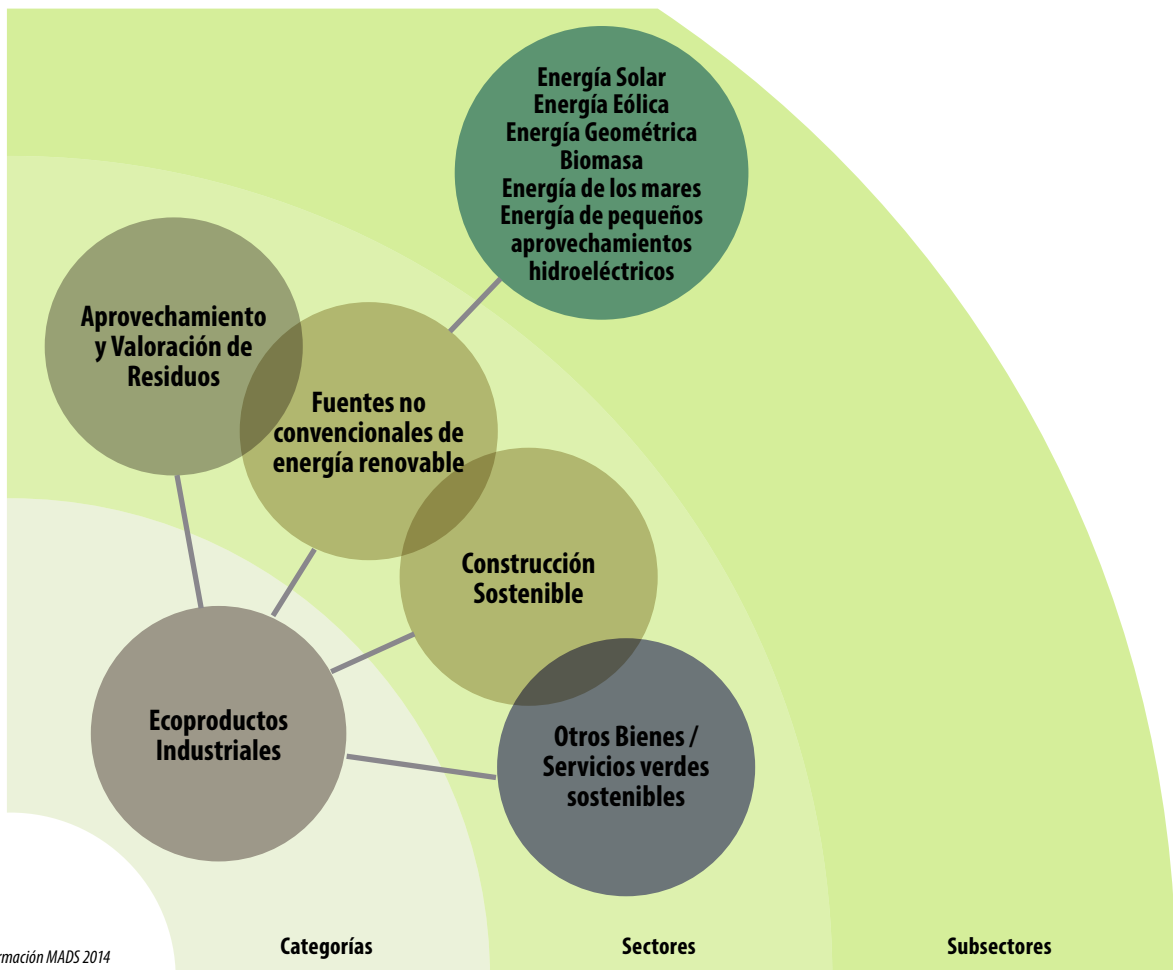 Energía Solar
Energía Eólica
Energía Geométrica
Biomasa
Energía de los mares
Energía de pequeños
aprovechamientos
hidroeléctricos
Aprovechamiento
y Valoración de
Residuos
Fuentes no
convencionales de
energía renovable
Construcción
Sostenible
Ecoproductos
Industriales
Otros Bienes /
Servicios verdes
sostenibles
Categorías
Sectores
Subsectores
rmación MADS 2014